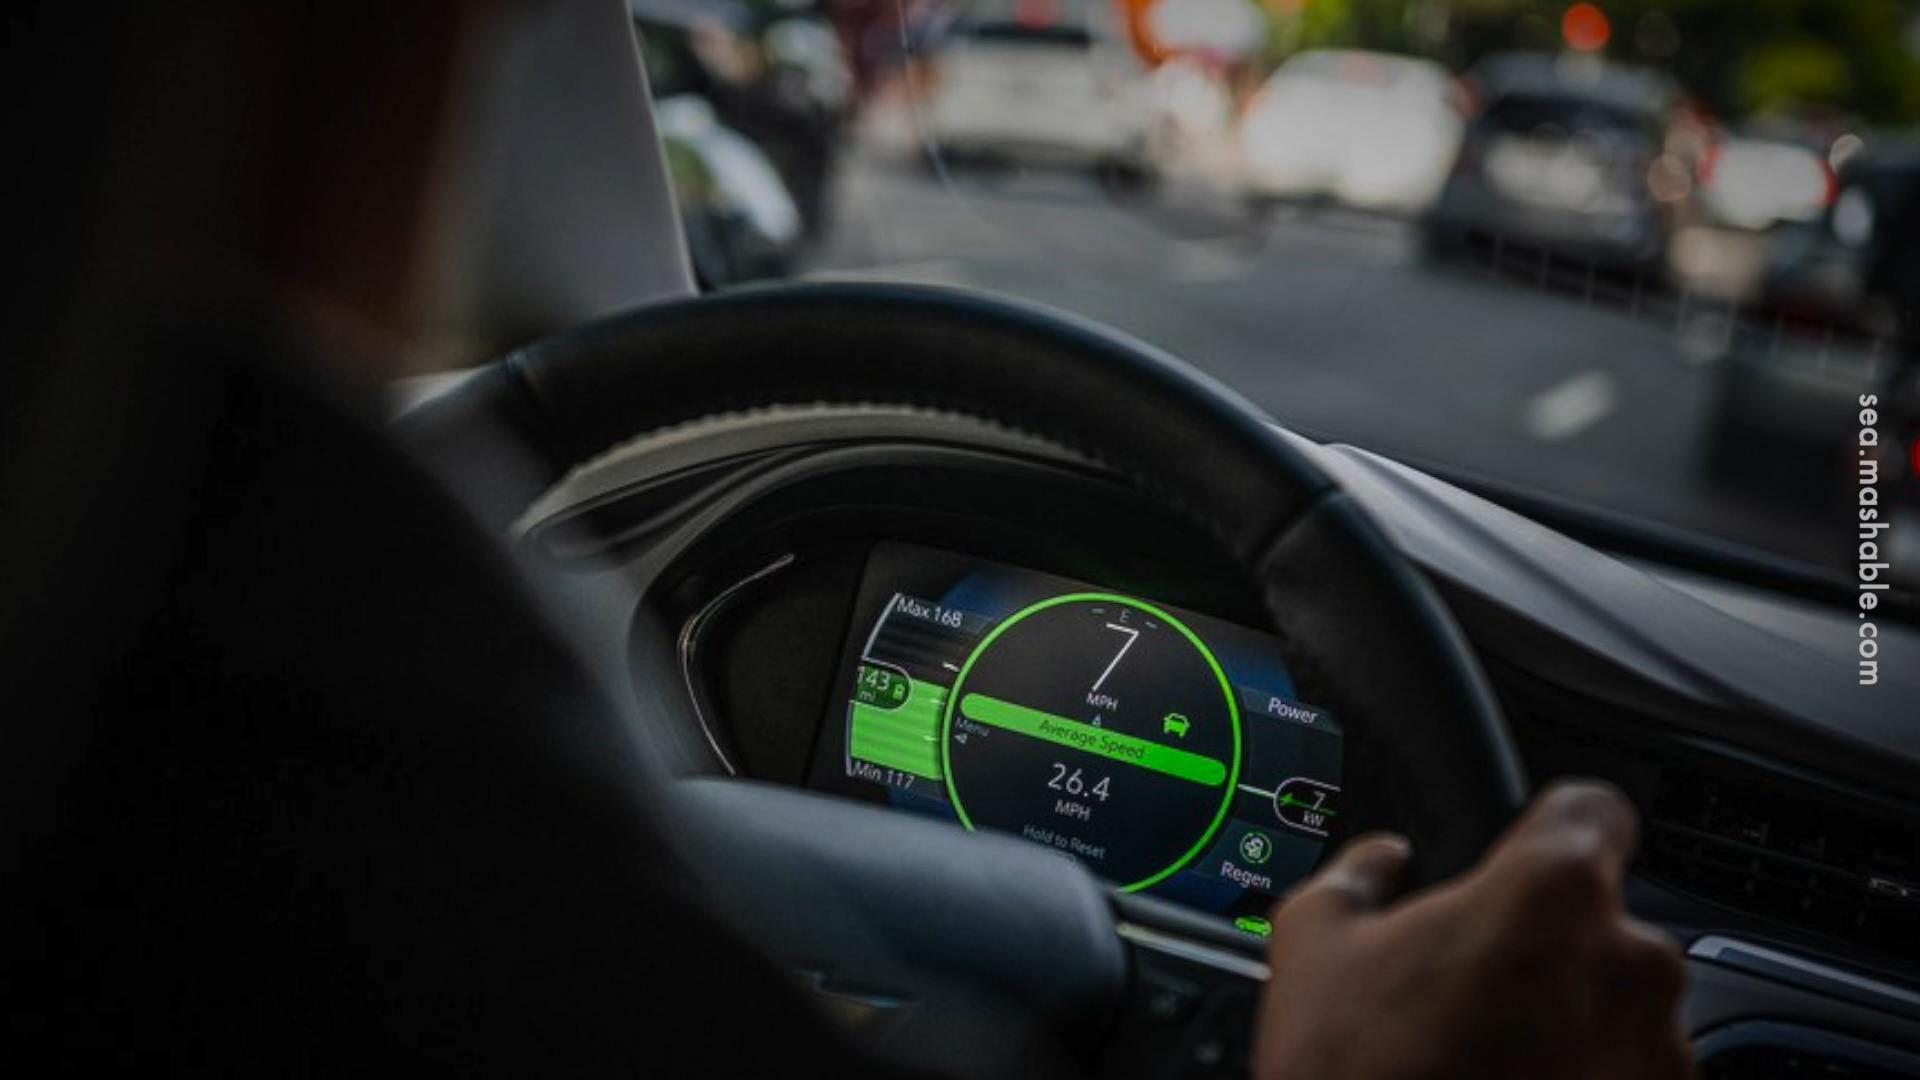 Max 168
143
mi
Menu
Min 117
E
7
MPH
Average Speed
26.4
MPH
Hold to Reset
Power
7
kW
Regen
sea.mashable.com